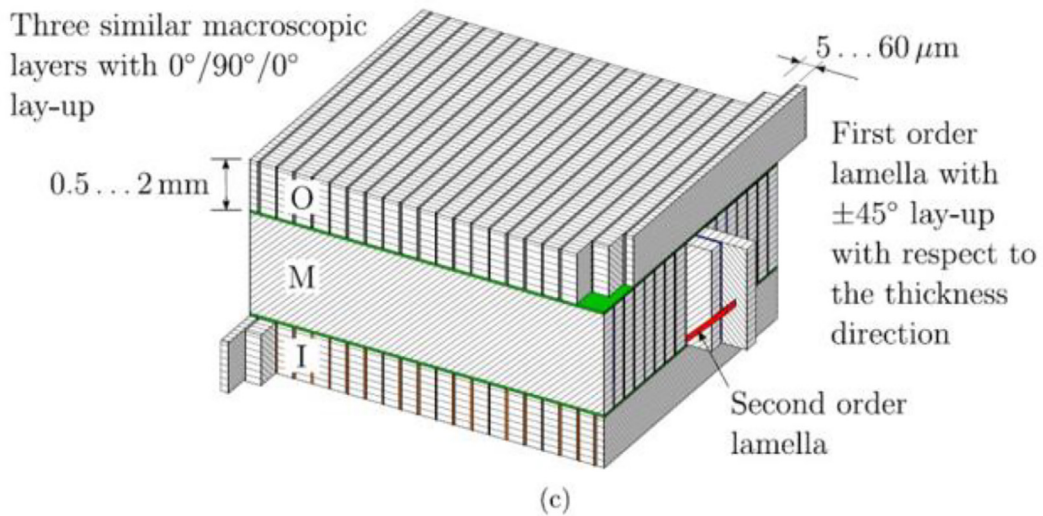 Three similar macroscopic
layers with 0°/90°/0°
lay-up
5 . . . 60 μm
0.5 . . . 2 mm
O
M
I
First order
lamella with
±45° lay-up
with respect to
the thickness
direction
Second order
lamella
(c)